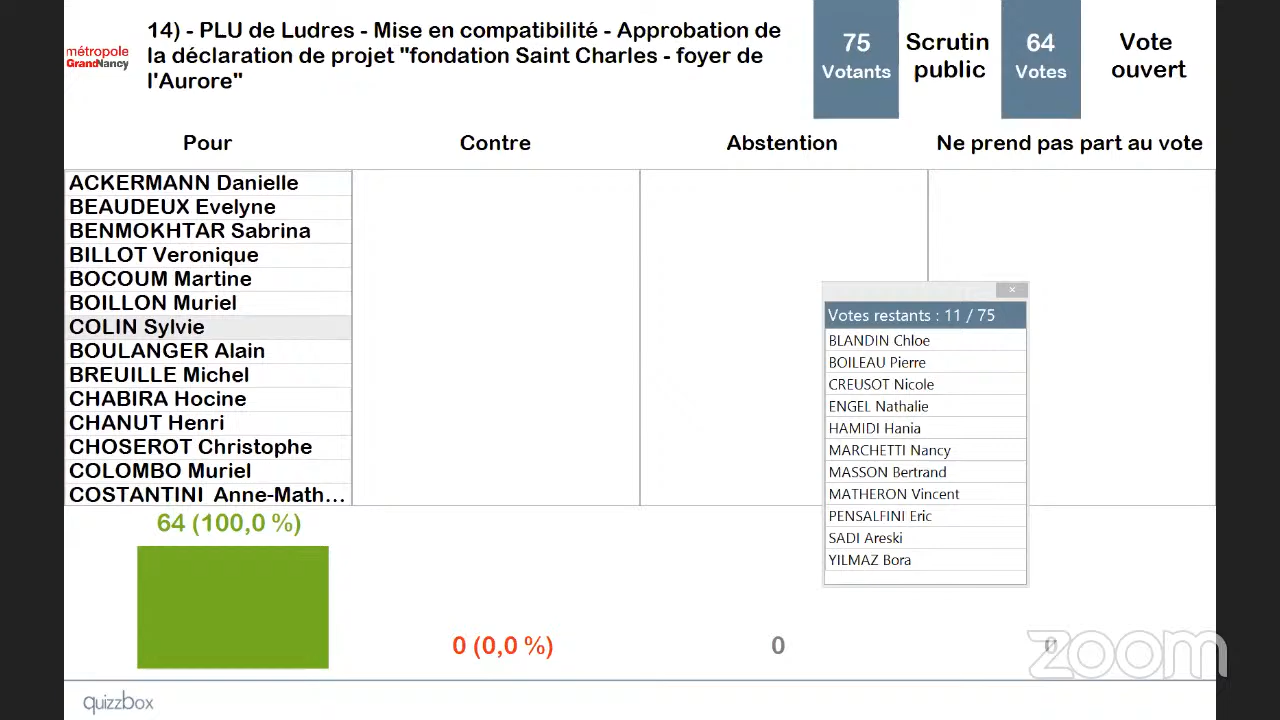 métropole
GrandNancy
14) - PLU de Ludres - Mise en compatibilité - Approbation de
la déclaration de projet "fondation Saint Charles - foyer de
l'Aurore"
75
Votants
Scrutin
public
64
Votes
Vote
ouvert
Pour
Contre
Abstention
Ne prend pas part au vote
ACKERMANN Danielle
BEAUDEUX Evelyne
BENMOKHTAR Sabrina
BILLOT Veronique
BOCOUM Martine
BOILLON Muriel
COLIN Sylvie
BOULANGER Alain
BREUILLE Michel
CHABIRA Hocine
CHANUT Henri
CHOSEROT Christophe
COLOMBO Muriel
COSTANTINI Anne-Math...
Votes restants : 11 / 75
BLANDIN Chloe
BOILEAU Pierre
CREUSOT Nicole
ENGEL Nathalie
HAMIDI Hania
MARCHETTI Nancy
MASSON Bertrand
MATHERON Vincent
PENSALFINI Eric
SADI Areski
YILMAZ Bora
64 (100,0 %)
0 (0,0 %)
0
0
zoom
quizzbox